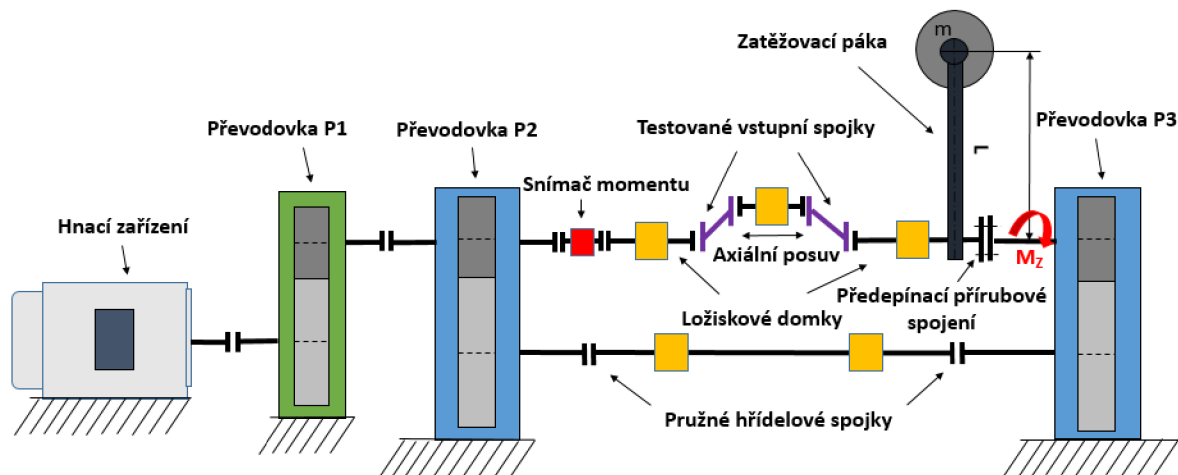 m
Zatěžovací páka
Převodovka P1
Převodovka P2
Testované vstupní spojky
Převodovka P3
Snímač momentu
L
Hnací zařízení
Axiální posuv
Mz
Předepínací přírubové
spojení
Ložiskové domky
Pružné hřídelové spojky